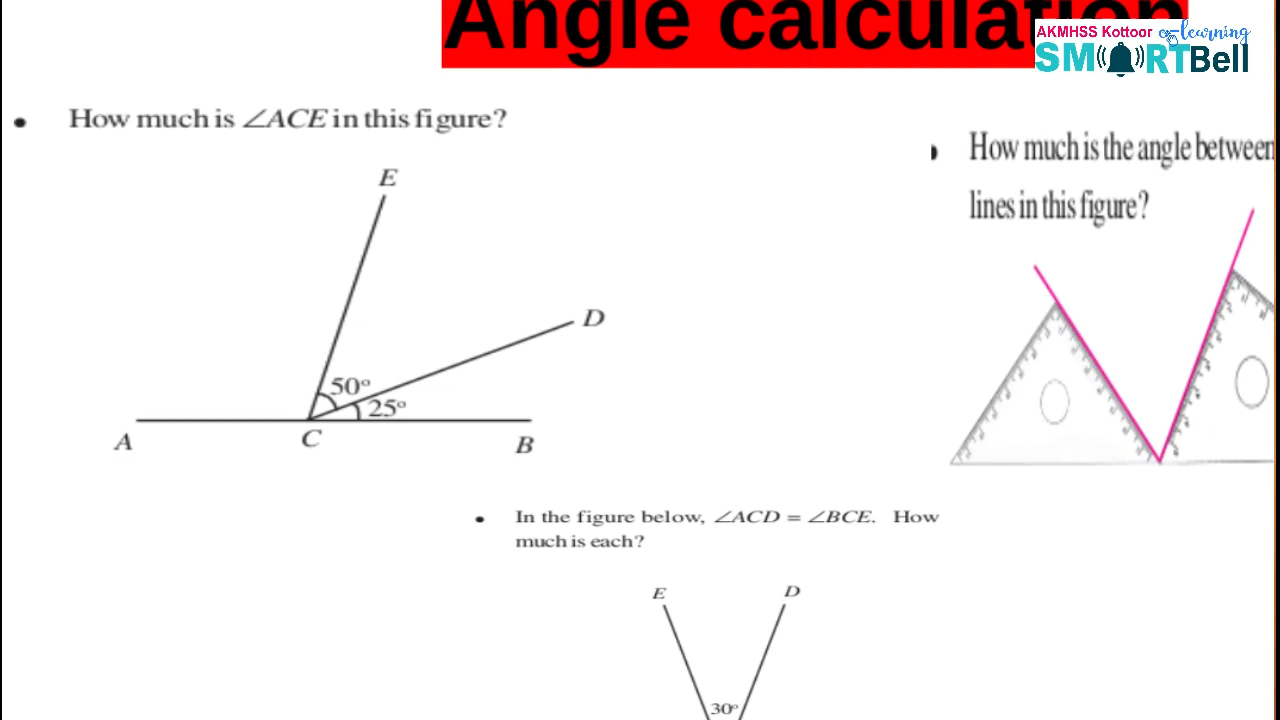 Angle calculation
AKMHSS Kottoor e-learning
SMARTBell
• How much is ∠ACE in this figure?
E
D
50°
25°
A
C
B
How much is the angle between
lines in this figure?
• In the figure below, ∠ACD = ∠BCE. How
much is each?
E
D
30°